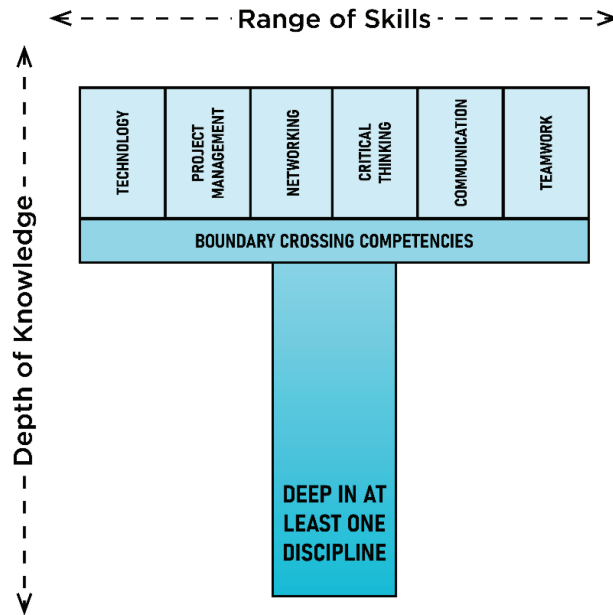 Range of Skills
Depth of Knowledge
TECHNOLOGY
PROJECT
MANAGEMENT
NETWORKING
CRITICAL
THINKING
COMMUNICATION
TEAMWORK
BOUNDARY CROSSING COMPETENCIES
DEEP IN AT
LEAST ONE
DISCIPLINE